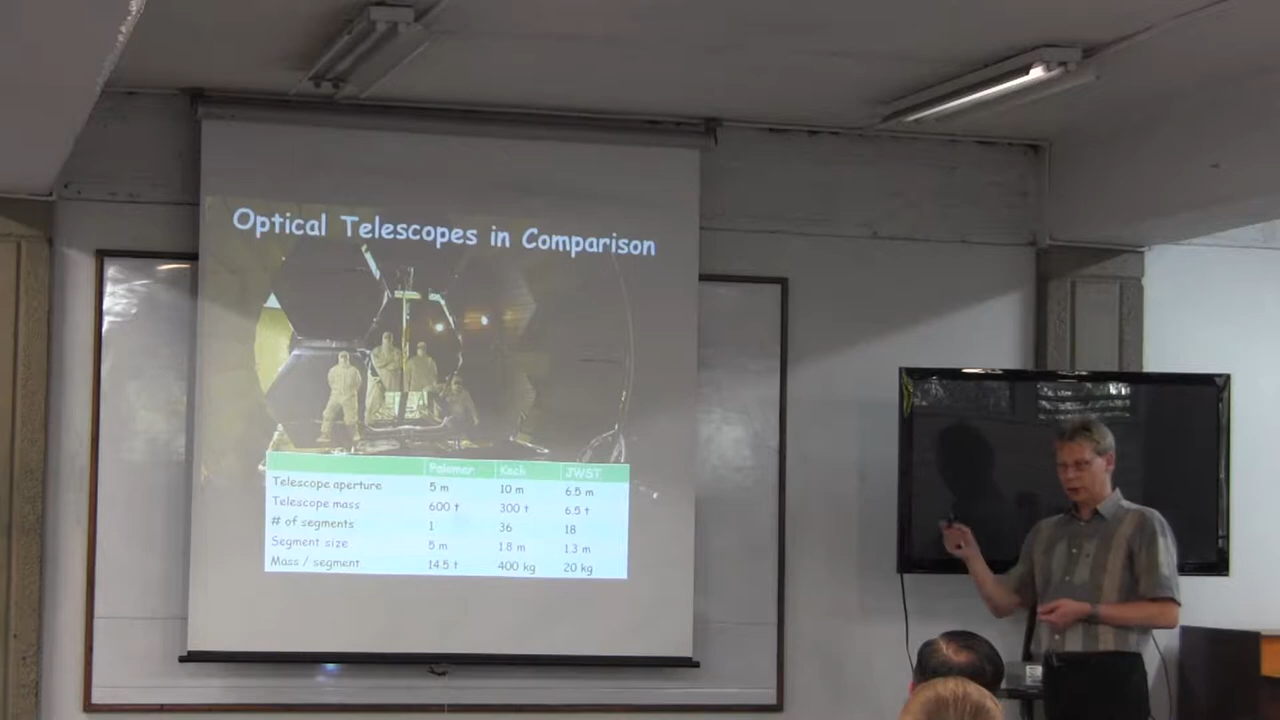 Optical Telescopes in Comparison
Palomar Keck JWST
Telescope aperture 5 m 10 m 6.5 m
Telescope mass 600 t 300 t 6.5 t
# of segments 1 36 18
Segment size 5 m 1.8 m 1.3 m
Mass / segment 14.5 t 400 kg 20 kg